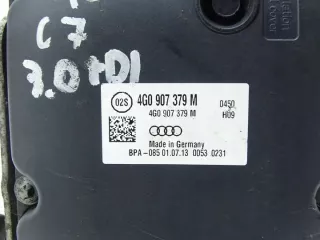 C7
3.0 TDI
02S
4G0 907 379 M
0450
4G0 907 379 M
H09
Made in Germany
BPA-085 01.07.13 0053 0231